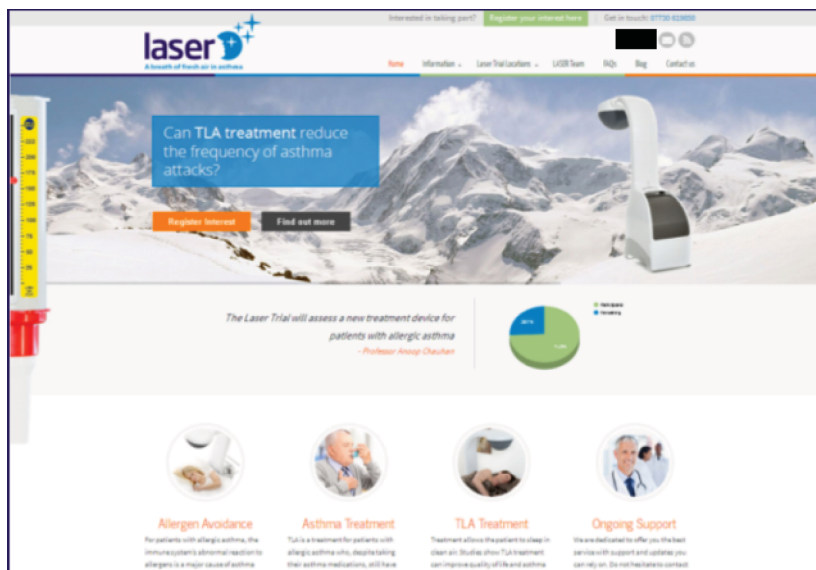 Interested in taking part?
Register your interest here
Get in touch:
laser
A breath of fresh air in asthma
Home
Information
Laser Trial Locations
LASER Team
FAQs
Blog
Contact us
Can TLA treatment reduce
the frequency of asthma
attacks?
Register Interest
Find out more
The Laser Trial will assess a new treatment device for
patients with allergic asthma
- Professor Anoop Chauhan
Allergen Avoidance
For patients with allergic asthma, the
immune system's abnormal reaction to
allergens is a major cause of asthma
Asthma Treatment
TLA is a treatment for patients with
allergic asthma who, despite taking
their asthma medications, still have
TLA Treatment
Treatment allows the patient to sleep in
clean air. Studies show TLA treatment
can improve quality of life and asthma
Ongoing Support
We are dedicated to offer you the best
service with support and updates you
can rely on. Do not hesitate to contact